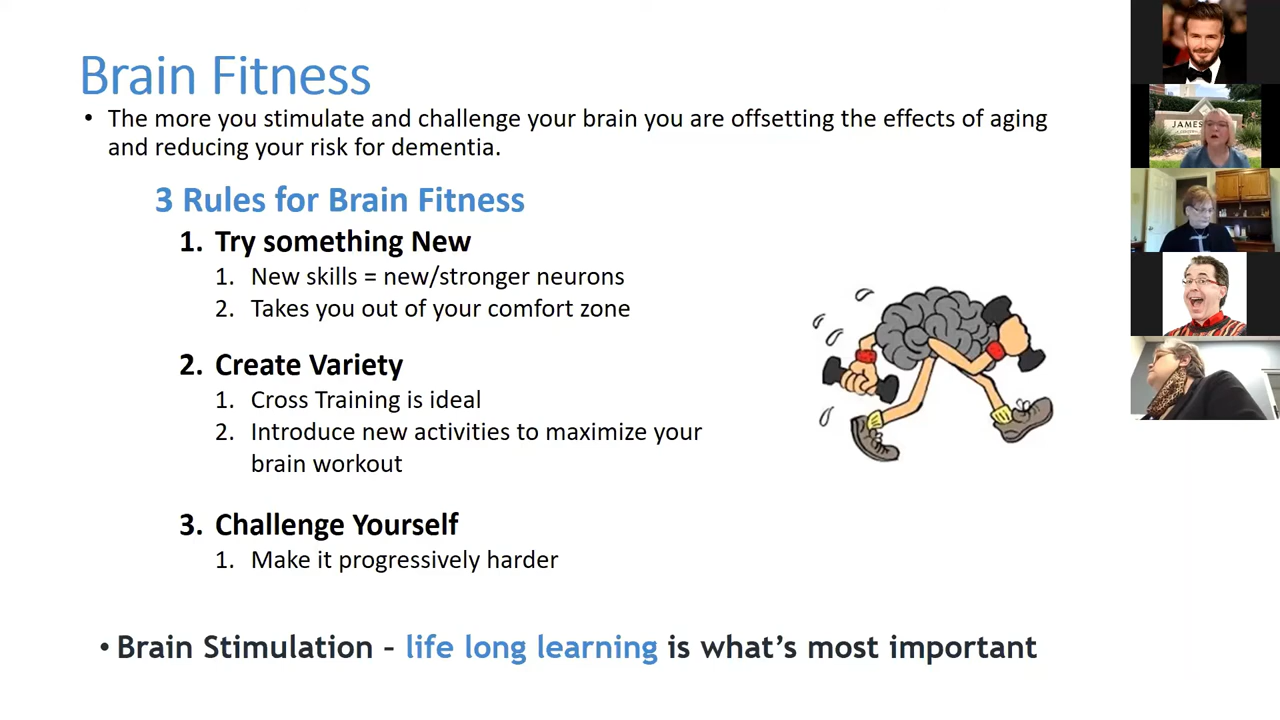 Brain Fitness
• The more you stimulate and challenge your brain you are offsetting the effects of aging
and reducing your risk for dementia.
3 Rules for Brain Fitness
1. Try something New
1. New skills = new/stronger neurons
2. Takes you out of your comfort zone
2. Create Variety
1. Cross Training is ideal
2. Introduce new activities to maximize your
brain workout
3. Challenge Yourself
1. Make it progressively harder
• Brain Stimulation – life long learning is what's most important
JAMES